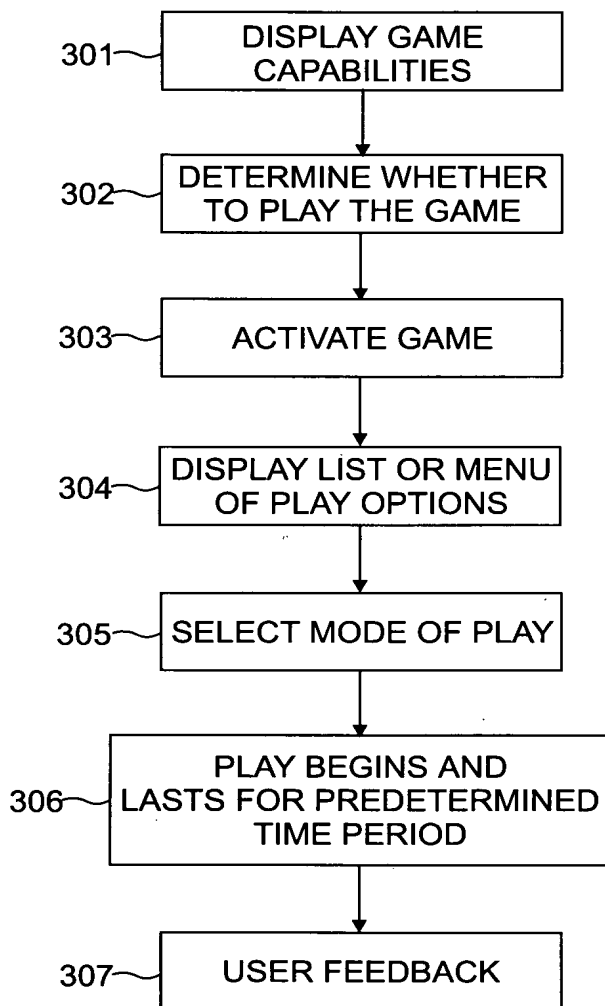 301
DISPLAY GAME
CAPABILITIES
302
DETERMINE WHETHER
TO PLAY THE GAME
303
ACTIVATE GAME
304
DISPLAY LIST OR MENU
OF PLAY OPTIONS
305
SELECT MODE OF PLAY
306
PLAY BEGINS AND
LASTS FOR PREDETERMINED
TIME PERIOD
307
USER FEEDBACK